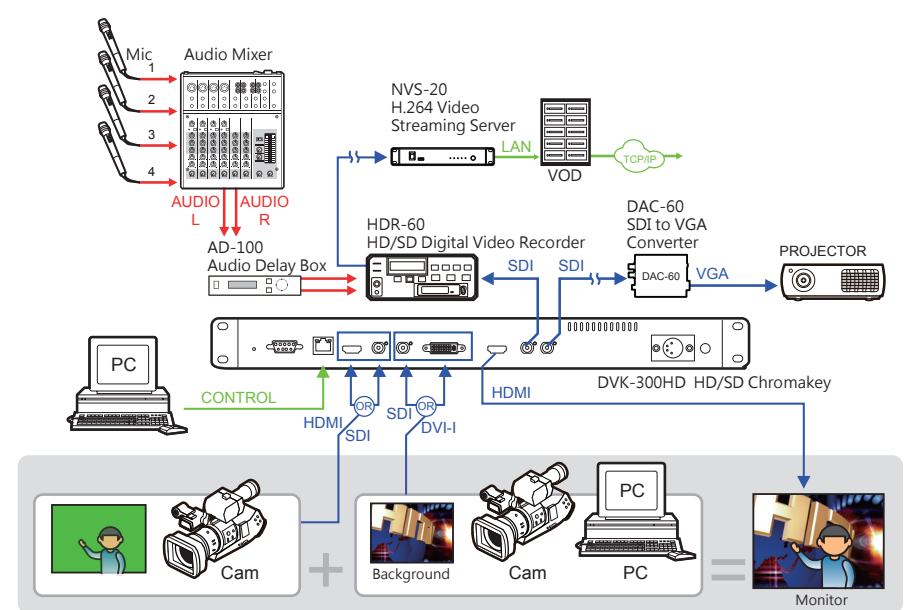 Mic
Audio Mixer
1
2
3
4
AUDIO
L
AUDIO
R
NVS-20
H.264 Video
Streaming Server
LAN
VOD
TCP/IP
AD-100
Audio Delay Box
HDR-60
HD/SD Digital Video Recorder
SDI
SDI
DAC-60
SDI to VGA
Converter
DAC-60
VGA
PROJECTOR
PC
CONTROL
HDMI
OR
SDI
SDI
OR
DVI-I
HDMI
DVK-300HD HD/SD Chromakey
Cam
+
Background
Cam
PC
PC
=
Monitor